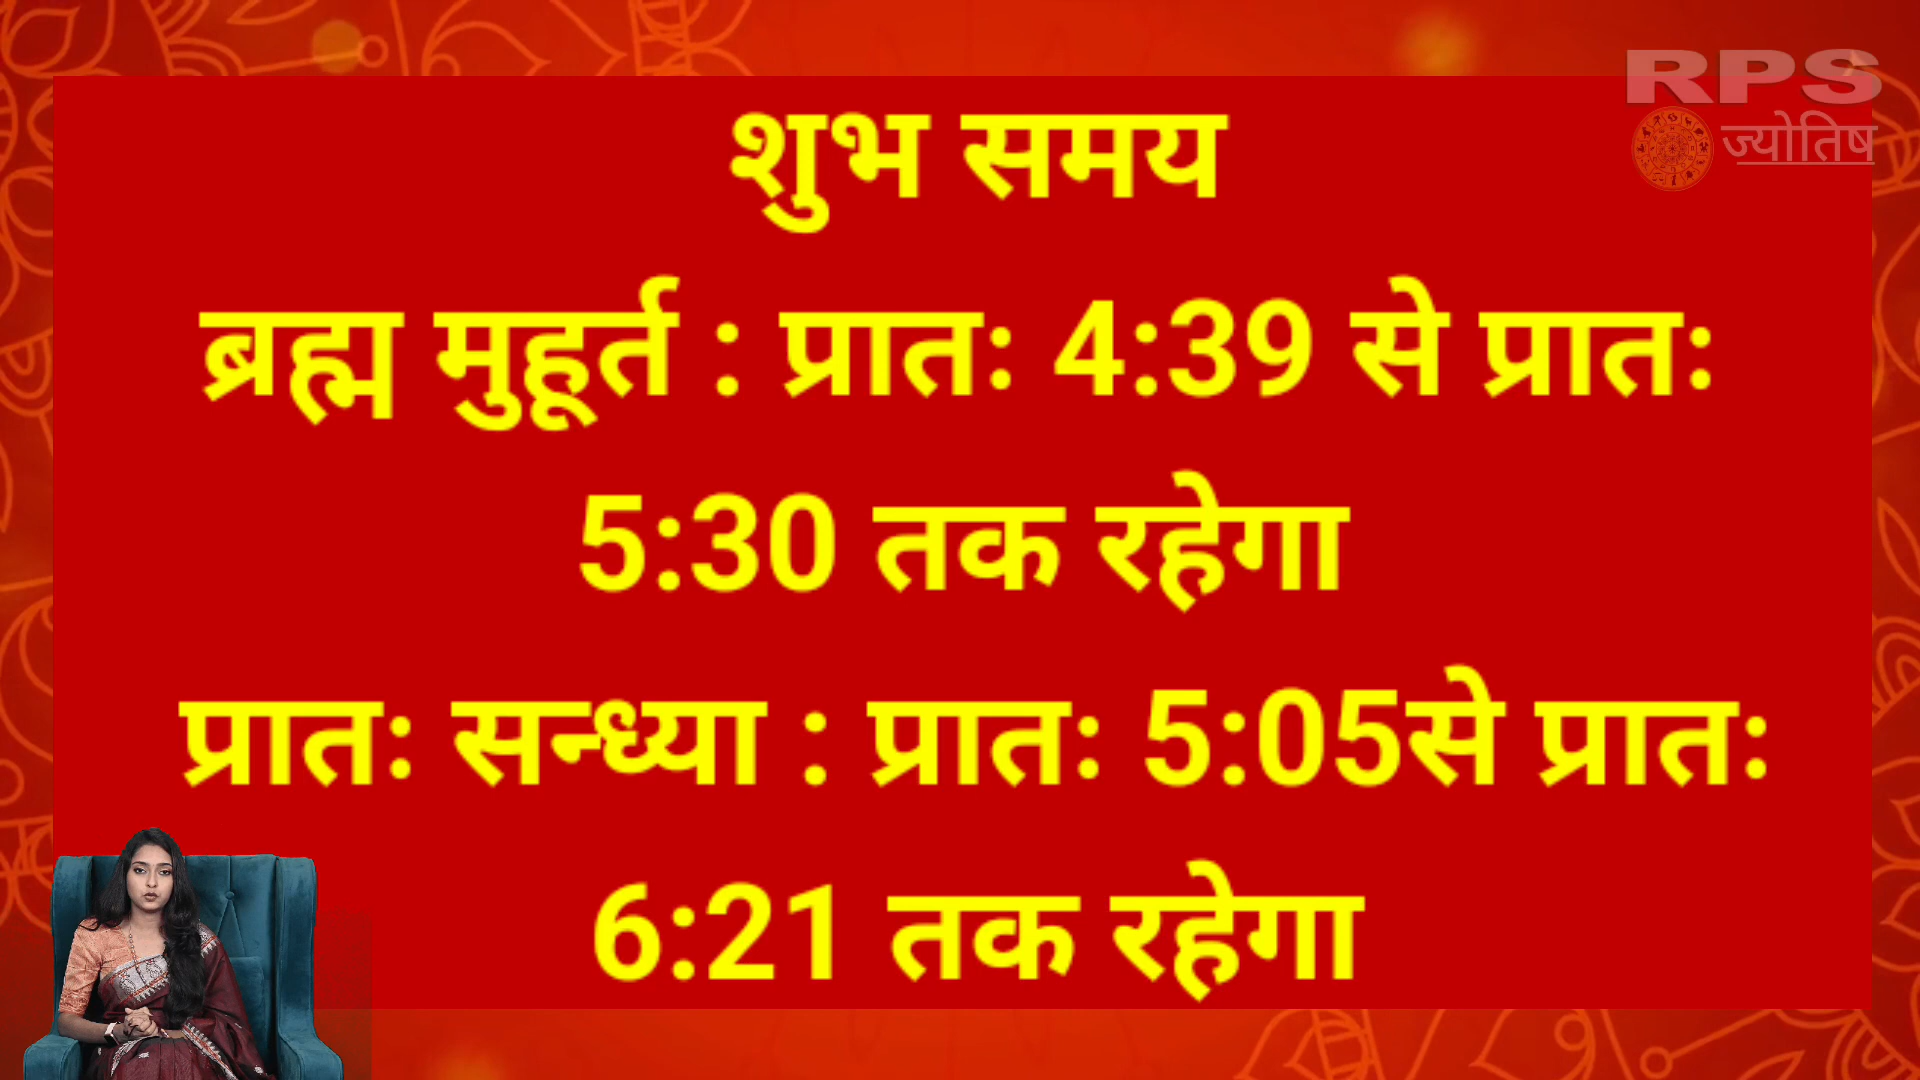 RPS
ज्योतिष
शुभ समय
ब्रह्म मुहूर्त : प्रातः 4:39 से प्रातः
5:30 तक रहेगा
प्रातः सन्ध्या : प्रातः 5:05से प्रातः
6:21 तक रहेगा